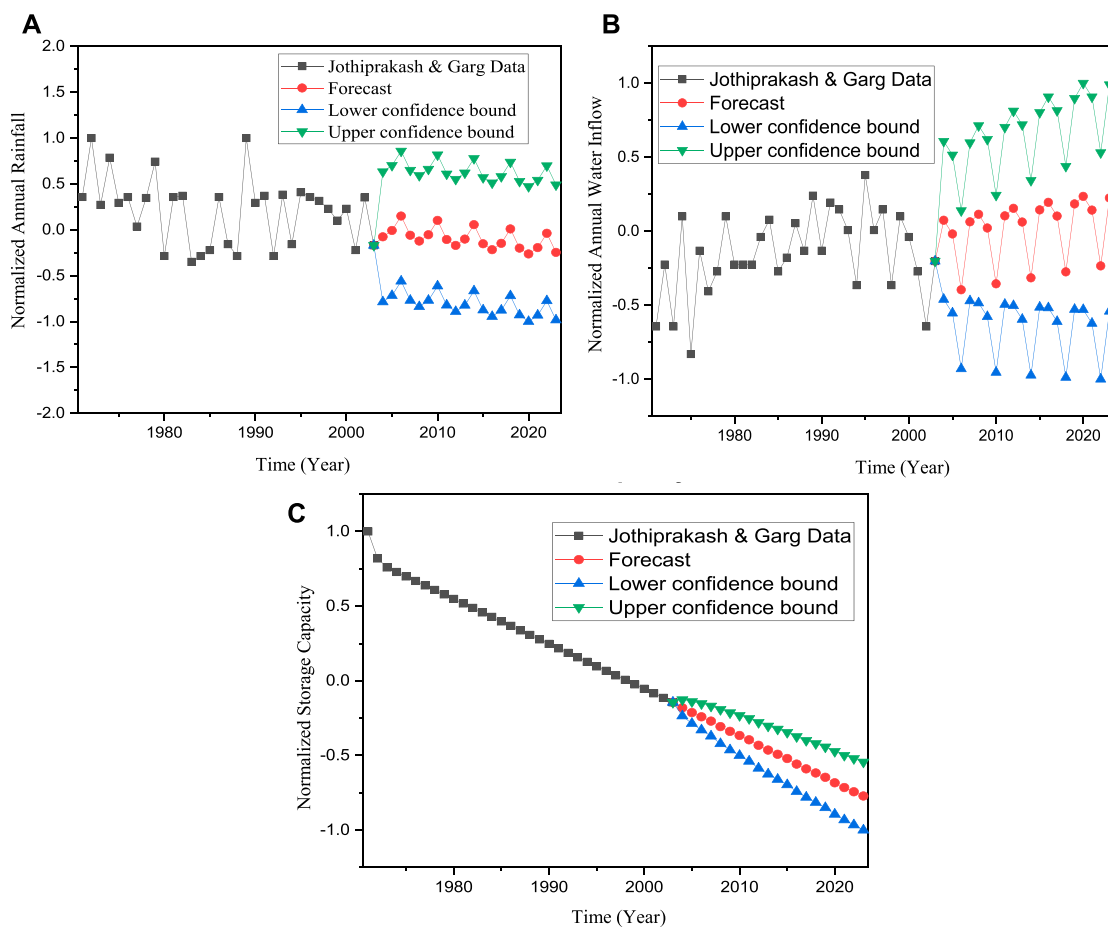 A
Normalized Annual Rainfall
2.0
1.5
1.0
0.5
0.0
-0.5
-1.0
-1.5
-2.0
Jothiprakash & Garg Data
Forecast
Lower confidence bound
Upper confidence bound
1980
1990
2000
2010
2020
Time (Year)
B
Normalized Annual Water Inflow
1.0
0.5
0.0
-0.5
-1.0
Jothiprakash & Garg Data
Forecast
Lower confidence bound
Upper confidence bound
1980
1990
2000
2010
2020
Time (Year)
C
Normalized Storage Capacity
1.0
0.5
0.0
-0.5
-1.0
Jothiprakash & Garg Data
Forecast
Lower confidence bound
Upper confidence bound
1980
1990
2000
2010
2020
Time (Year)